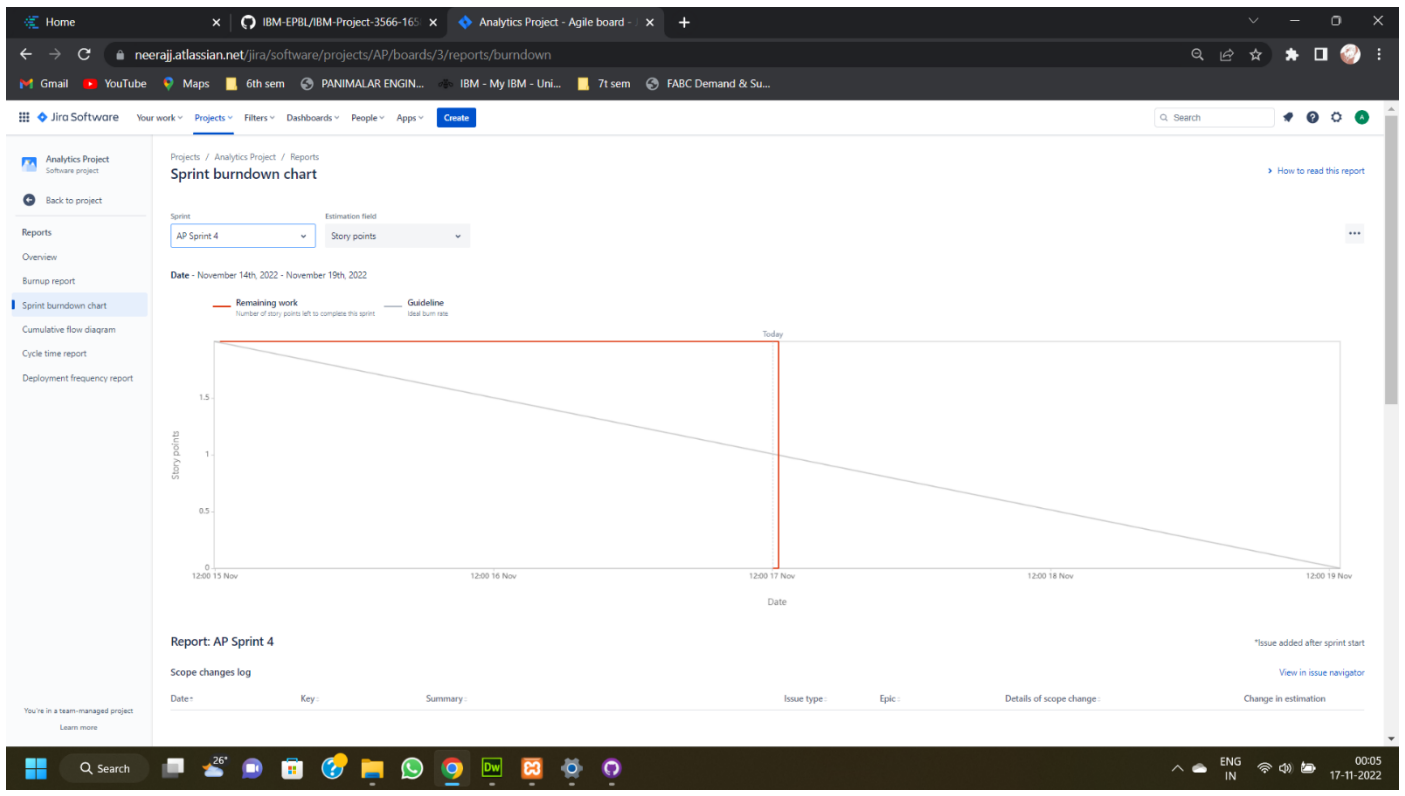 Home
IBM-EPBL/IBM-Project-3566-165
Analytics Project - Agile board - J
neerajj.atlassian.net/jira/software/projects/AP/boards/3/reports/burndown
Gmail YouTube Maps 6th sem PANIMALAR ENGIN... IBM - My IBM - Uni... 7t sem FABC Demand & Su...
Jira Software Your work Projects Filters Dashboards People Apps Create Search
Analytics Project
Software project
Back to project
Reports
Overview
Burnup report
Sprint burndown chart
Cumulative flow diagram
Cycle time report
Deployment frequency report
You're in a team-managed project
Learn more
Projects / Analytics Project / Reports
Sprint burndown chart
How to read this report
Sprint Estimation field
AP Sprint 4 Story points
Date - November 14th, 2022 - November 19th, 2022
Remaining work
Number of story points left to complete this sprint
Guideline
Ideal burn rate
Today
1.5
1
0.5
0
Story points
12:00 15 Nov 12:00 16 Nov 12:00 17 Nov 12:00 18 Nov 12:00 19 Nov
Date
Report: AP Sprint 4
*Issue added after sprint start
Scope changes log
View in issue navigator
Date Key Summary Issue type Epic Details of scope change Change in estimation
26°
Search
Dw
ENG
IN
00:05
17-11-2022